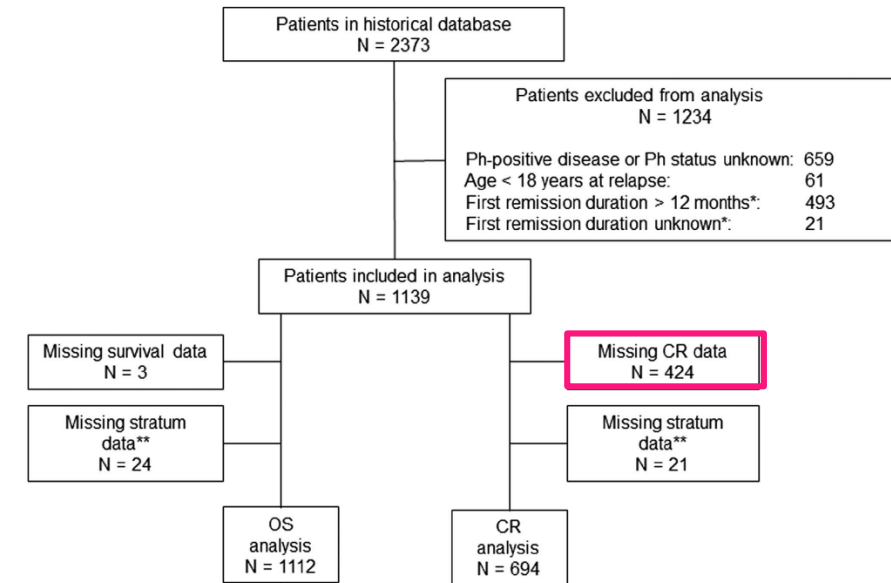 Patients in historical database
N = 2373
Patients excluded from analysis
N = 1234
Ph-positive disease or Ph status unknown: 659
Age < 18 years at relapse: 61
First remission duration > 12 months*: 493
First remission duration unknown*: 21
Patients included in analysis
N = 1139
Missing survival data
N = 3
Missing CR data
N = 424
Missing stratum
data**
N = 24
Missing stratum
data**
N = 21
OS
analysis
N = 1112
CR
analysis
N = 694